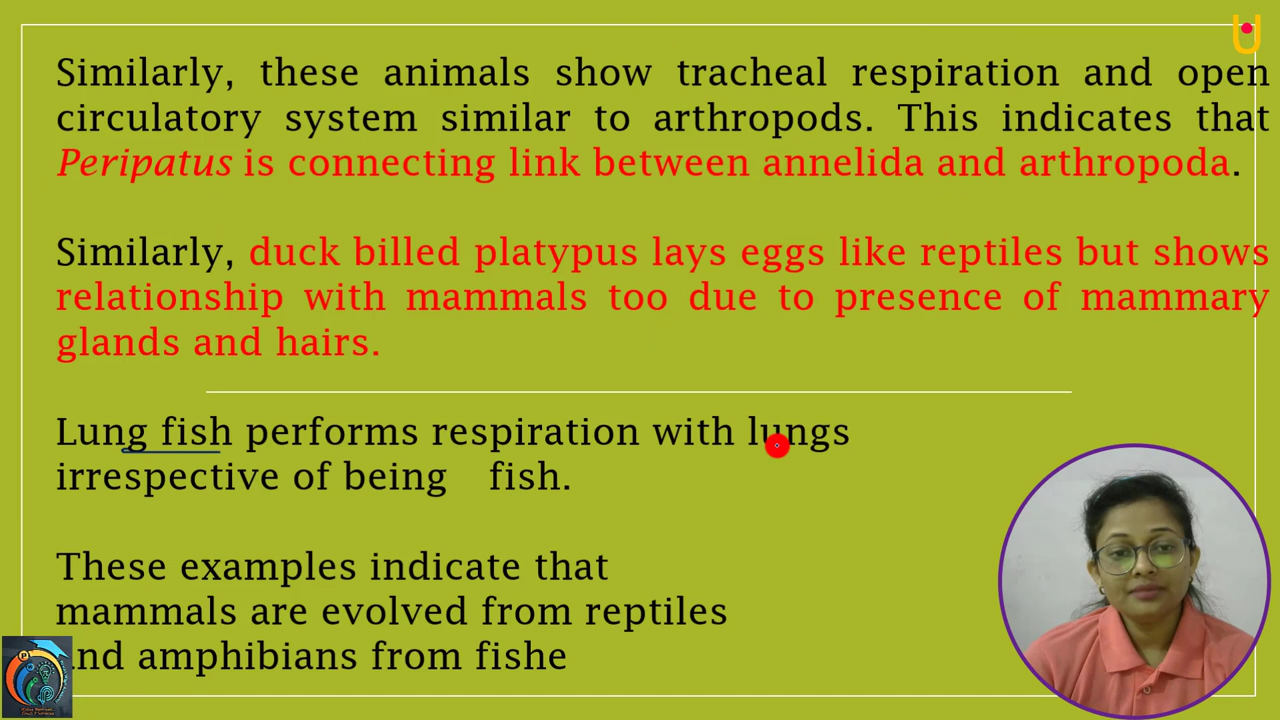 Similarly, these animals show tracheal respiration and open
circulatory system similar to arthropods. This indicates that
Peripatus is connecting link between annelida and arthropoda.
Similarly, duck billed platypus lays eggs like reptiles but shows
relationship with mammals too due to presence of mammary
glands and hairs.
Lung fish performs respiration with lungs
irrespective of being fish.
These examples indicate that
mammals are evolved from reptiles
and amphibians from fishe